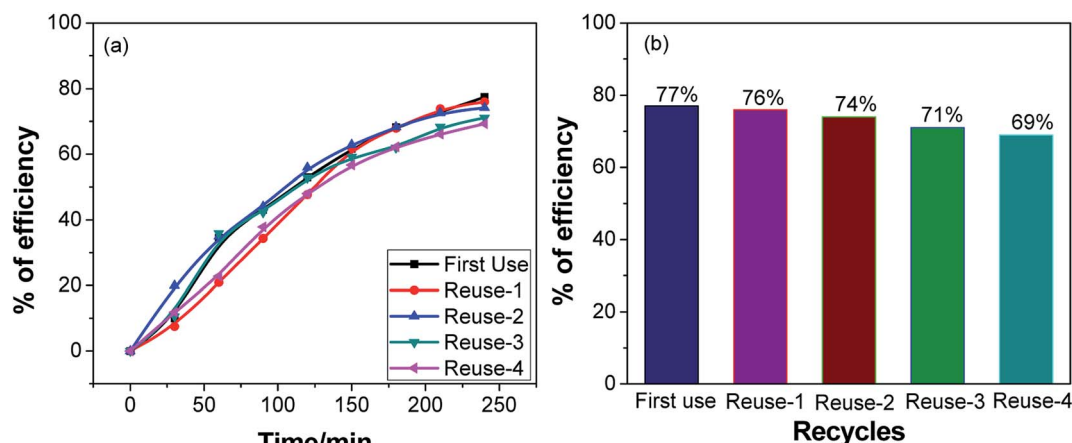 (a)
% of efficiency
100
80
60
40
20
0
First Use
Reuse-1
Reuse-2
Reuse-3
Reuse-4
0 50 100 150 200 250
Time/min
(b)
% of efficiency
100
80
60
40
20
0
77% 76% 74% 71% 69%
First use Reuse-1 Reuse-2 Reuse-3 Reuse-4
Recycles